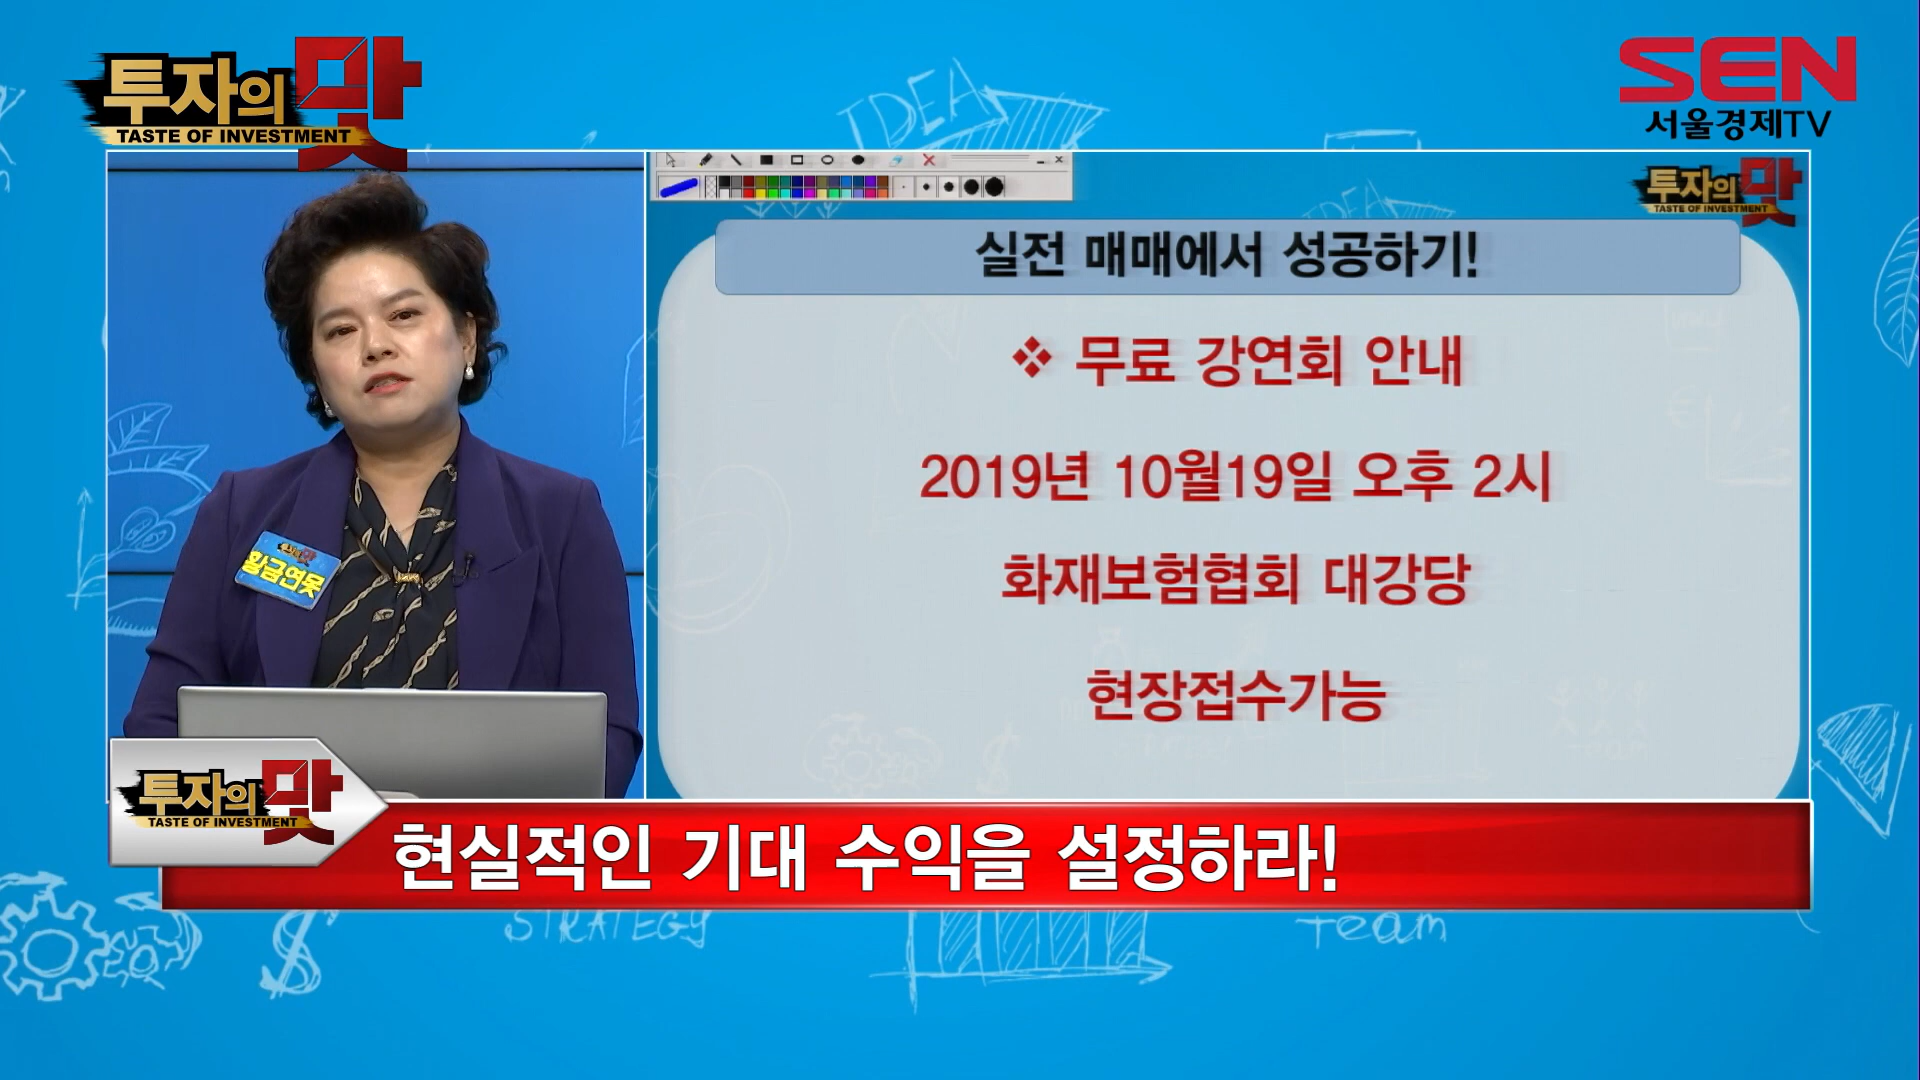 투자의 맛
TASTE OF INVESTMENT
SEN
서울경제TV
IDEA
투자의 맛
TASTE OF INVESTMENT
실전 매매에서 성공하기!
❖ 무료 강연회 안내
2019년 10월19일 오후 2시
화재보험협회 대강당
현장접수가능
투자의 맛
황금연못
투자의 맛
TASTE OF INVESTMENT
현실적인 기대 수익을 설정하라!
STRATEGY
Team